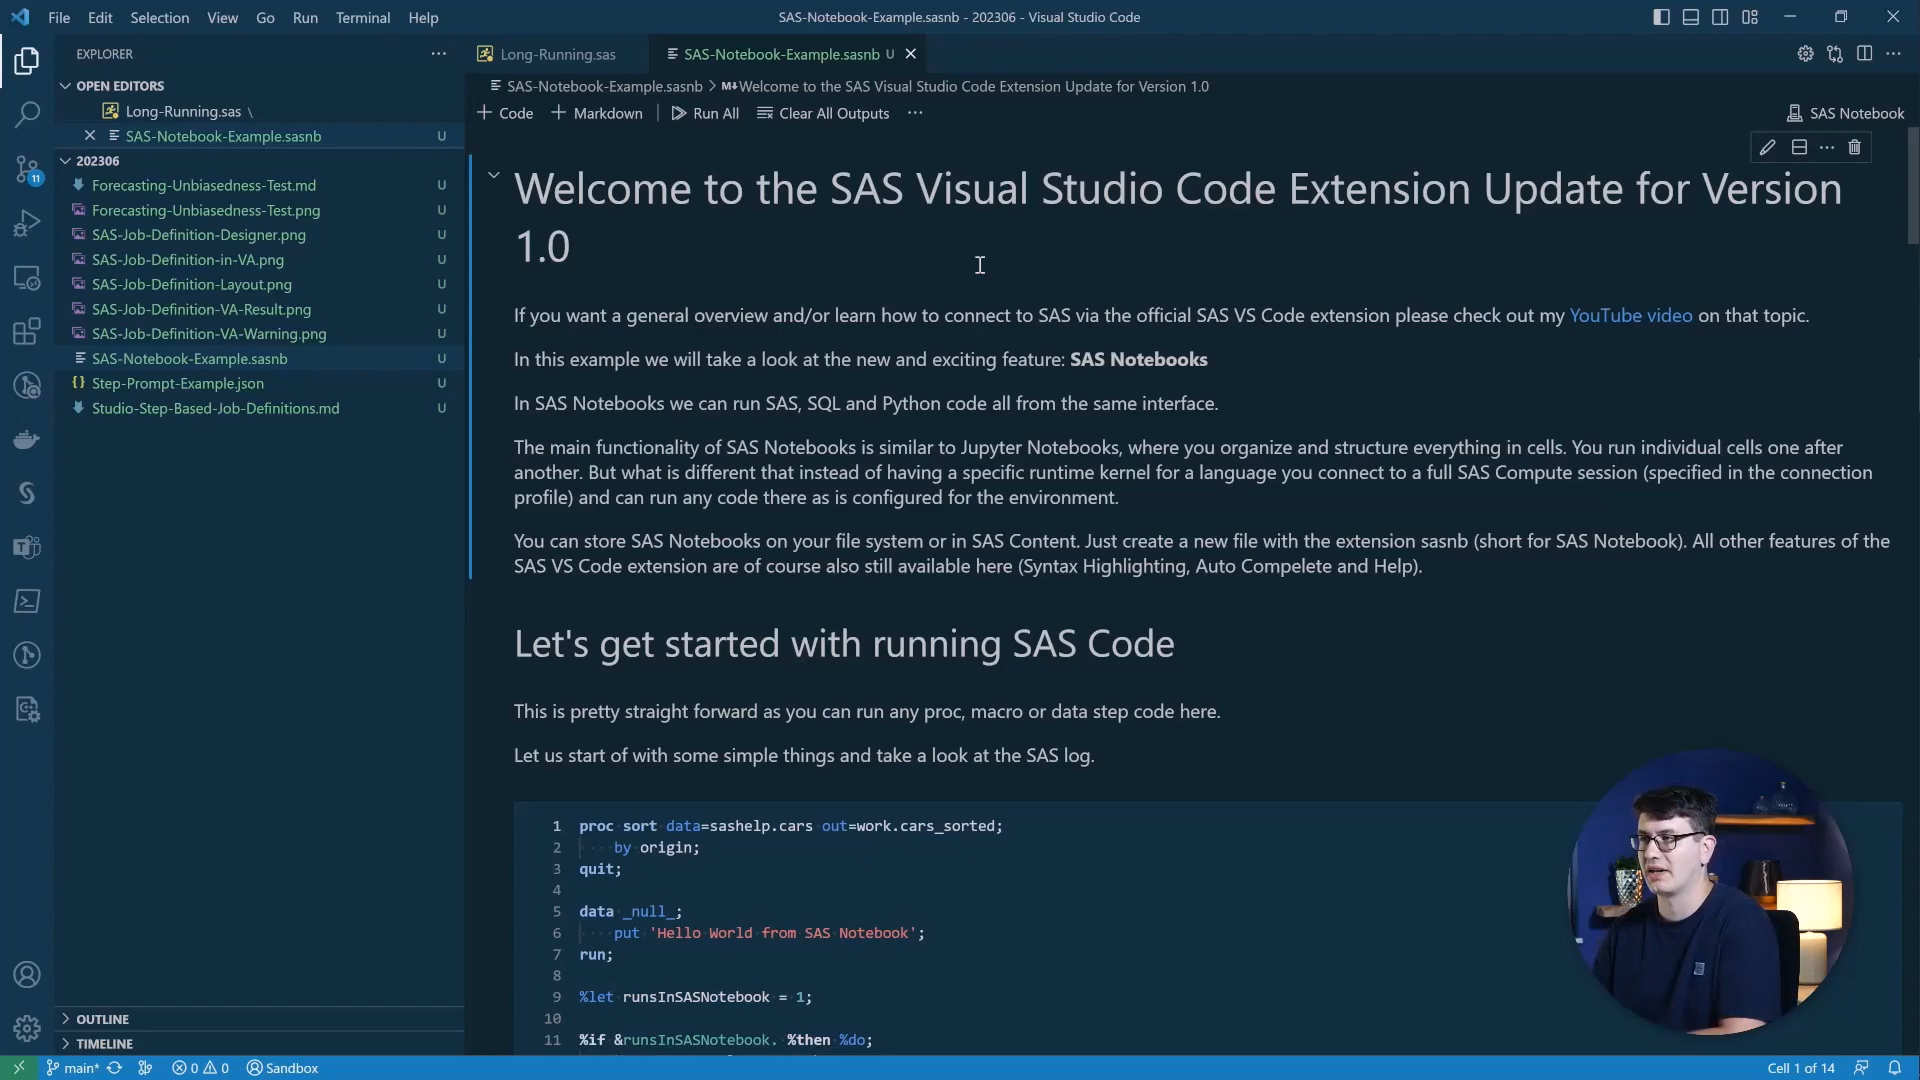 File Edit Selection View Go Run Terminal Help
SAS-Notebook-Example.sasnb - 202306 - Visual Studio Code
EXPLORER
OPEN EDITORS
Long-Running.sas \
SAS-Notebook-Example.sasnb U
202306
Forecasting-Unbiasedness-Test.md U
Forecasting-Unbiasedness-Test.png U
SAS-Job-Definition-Designer.png U
SAS-Job-Definition-in-VA.png U
SAS-Job-Definition-Layout.png U
SAS-Job-Definition-VA-Result.png U
SAS-Job-Definition-VA-Warning.png U
SAS-Notebook-Example.sasnb U
{} Step-Prompt-Example.json U
Studio-Step-Based-Job-Definitions.md U
OUTLINE
TIMELINE
11
Long-Running.sas
SAS-Notebook-Example.sasnb U
SAS-Notebook-Example.sasnb > M Welcome to the SAS Visual Studio Code Extension Update for Version 1.0
+ Code + Markdown Run All Clear All Outputs ···
SAS Notebook
Welcome to the SAS Visual Studio Code Extension Update for Version
1.0
If you want a general overview and/or learn how to connect to SAS via the official SAS VS Code extension please check out my YouTube video on that topic.
In this example we will take a look at the new and exciting feature: SAS Notebooks
In SAS Notebooks we can run SAS, SQL and Python code all from the same interface.
The main functionality of SAS Notebooks is similar to Jupyter Notebooks, where you organize and structure everything in cells. You run individual cells one after
another. But what is different that instead of having a specific runtime kernel for a language you connect to a full SAS Compute session (specified in the connection
profile) and can run any code there as is configured for the environment.
You can store SAS Notebooks on your file system or in SAS Content. Just create a new file with the extension sasnb (short for SAS Notebook). All other features of the
SAS VS Code extension are of course also still available here (Syntax Highlighting, Auto Compelete and Help).
Let's get started with running SAS Code
This is pretty straight forward as you can run any proc, macro or data step code here.
Let us start of with some simple things and take a look at the SAS log.
1 proc sort data=sashelp.cars out=work.cars_sorted;
2 by origin;
3 quit;
4
5 data _null_;
6 put 'Hello World from SAS Notebook';
7 run;
8
9 %let runsInSASNotebook = 1;
10
11 %if &runsInSASNotebook. %then %do;
main* 0 0 Sandbox
Cell 1 of 14